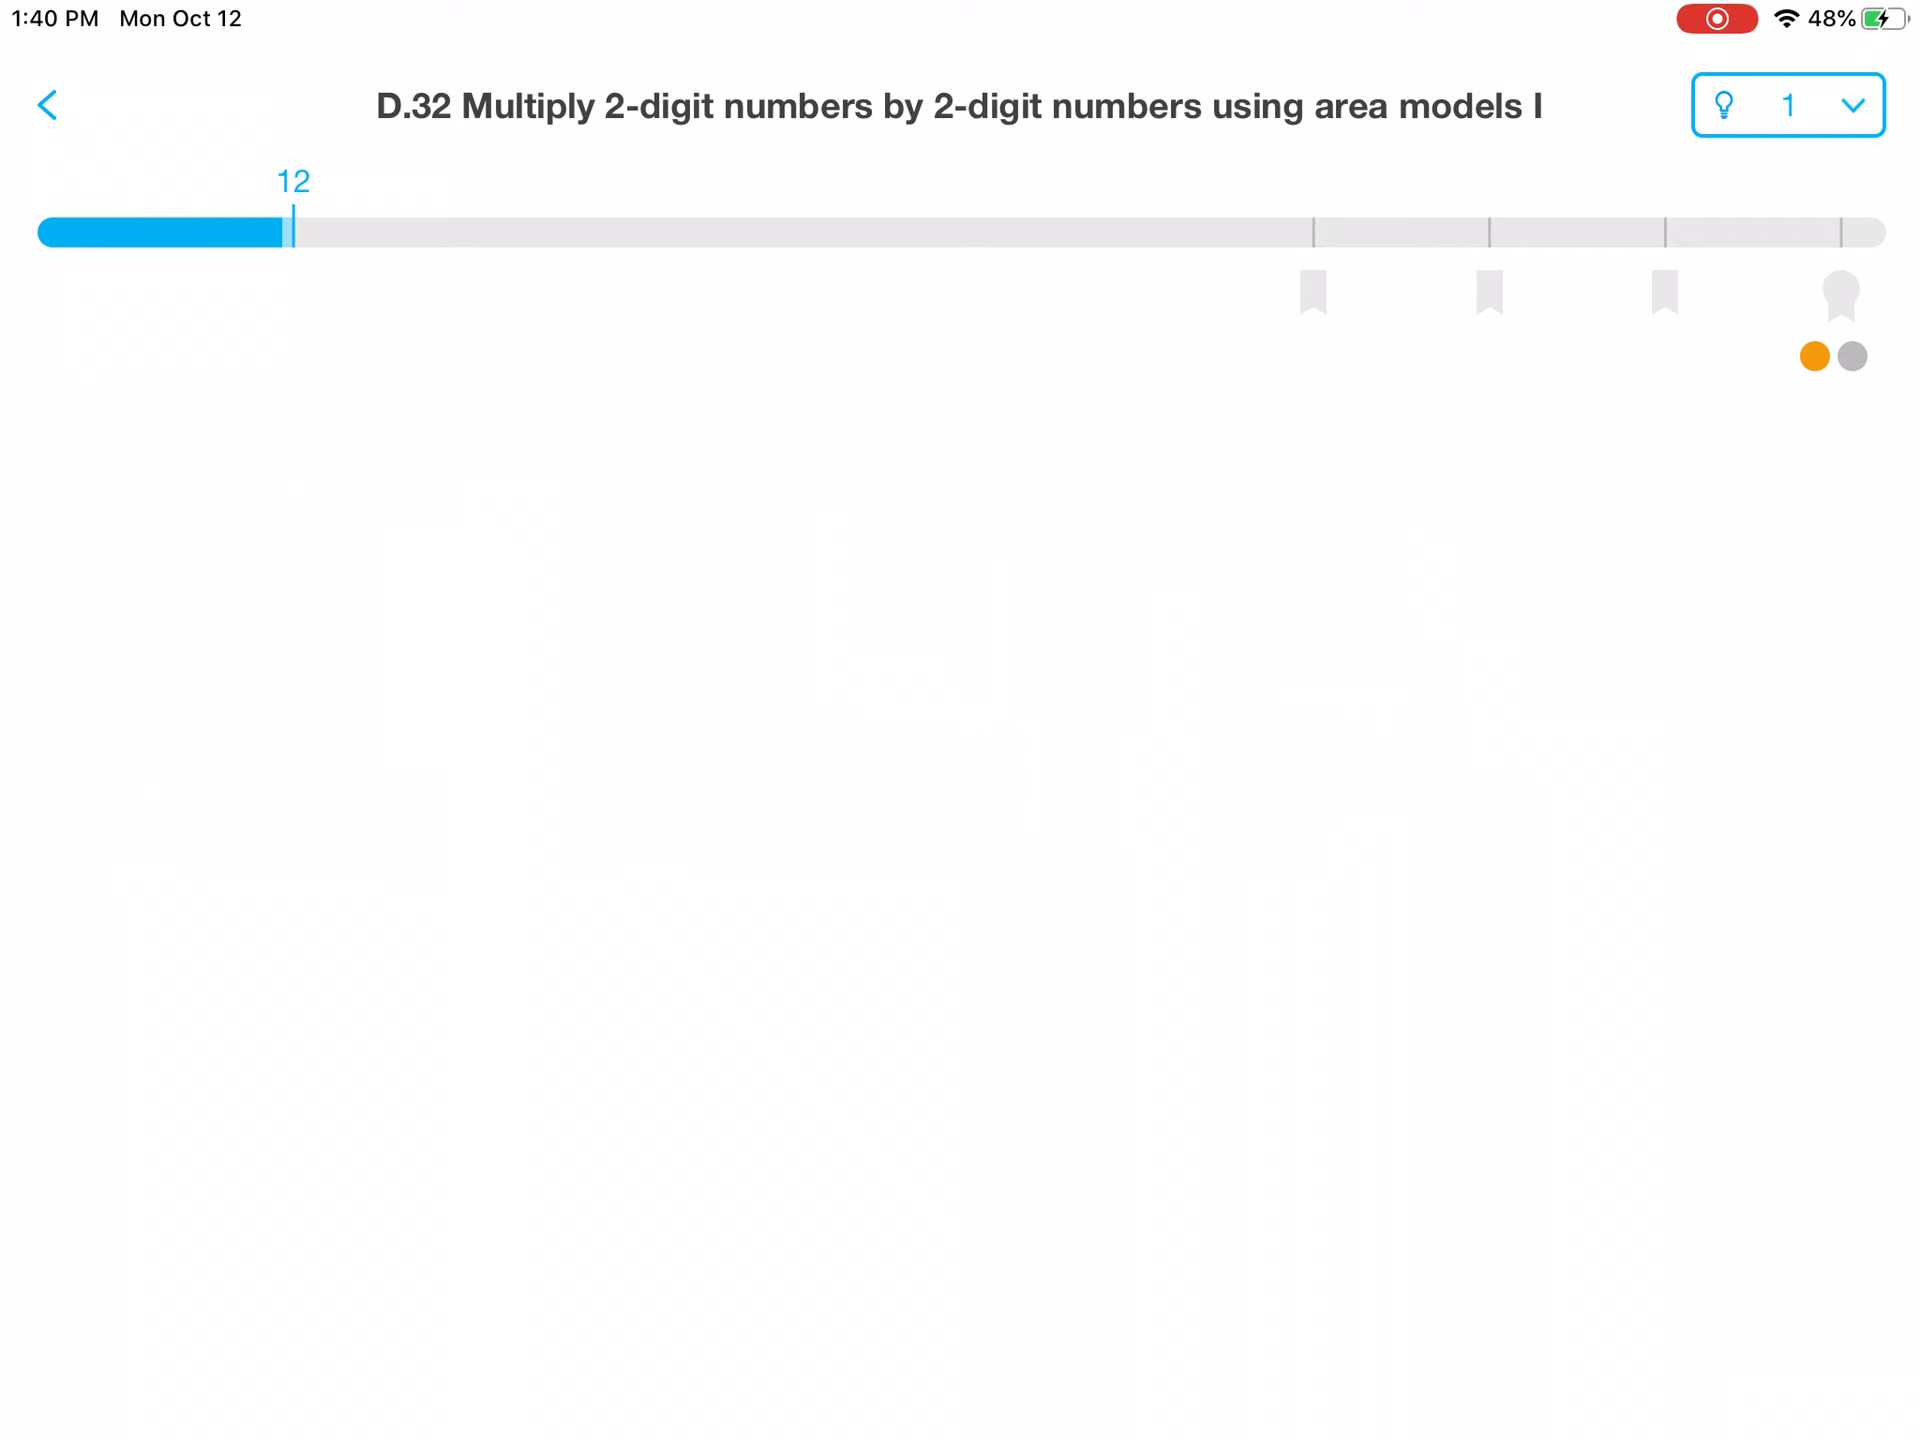 1:40 PM Mon Oct 12
48%
D.32 Multiply 2-digit numbers by 2-digit numbers using area models I
1
12